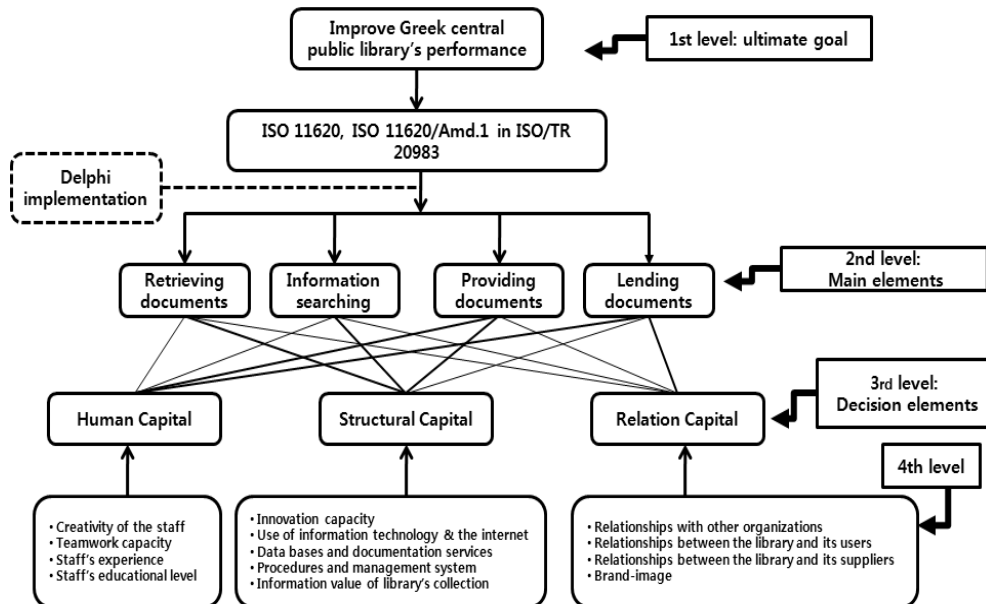 Improve Greek central
public library's performance
1st level: ultimate goal
ISO 11620, ISO 11620/Amd.1 in ISO/TR
20983
Delphi
implementation
Retrieving
documents
Information
searching
Providing
documents
Lending
documents
2nd level:
Main elements
Human Capital
Structural Capital
Relation Capital
3rd level:
Decision elements
4th level
• Creativity of the staff
• Teamwork capacity
• Staff's experience
• Staff's educational level
• Innovation capacity
• Use of information technology & the internet
• Data bases and documentation services
• Procedures and management system
• Information value of library's collection
• Relationships with other organizations
• Relationships between the library and its users
• Relationships between the library and its suppliers
• Brand-image